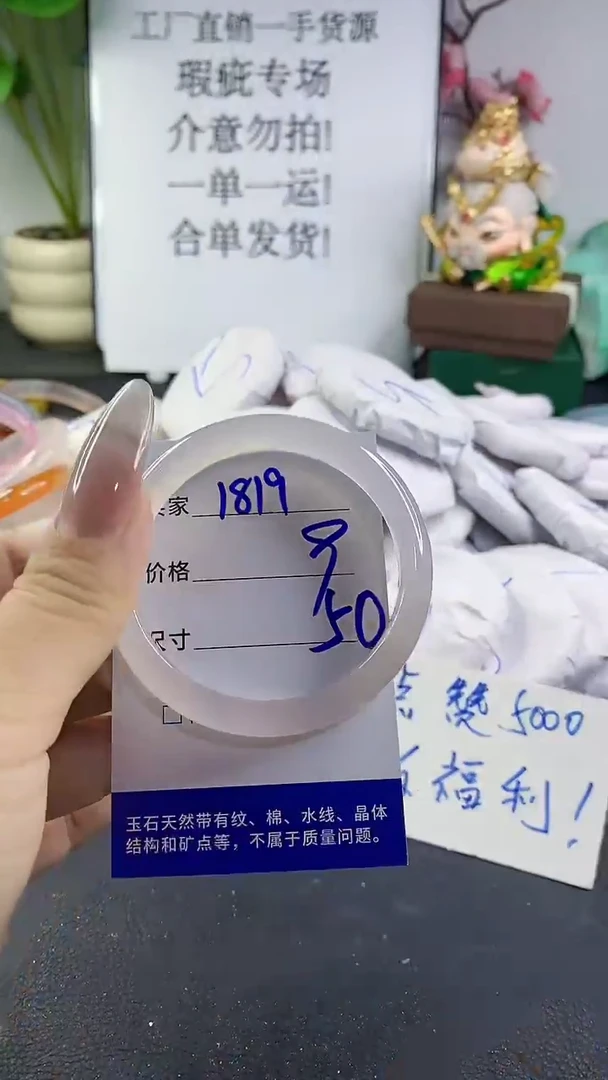 工厂直销一手货源
瑕疵专场
介意勿拍!
一单一运!
合单发货!
家 1819
价格
尺寸 50
玉石天然带有纹、棉、水线、晶体
结构和矿点等，不属于质量问题。
点赞5000
福利!